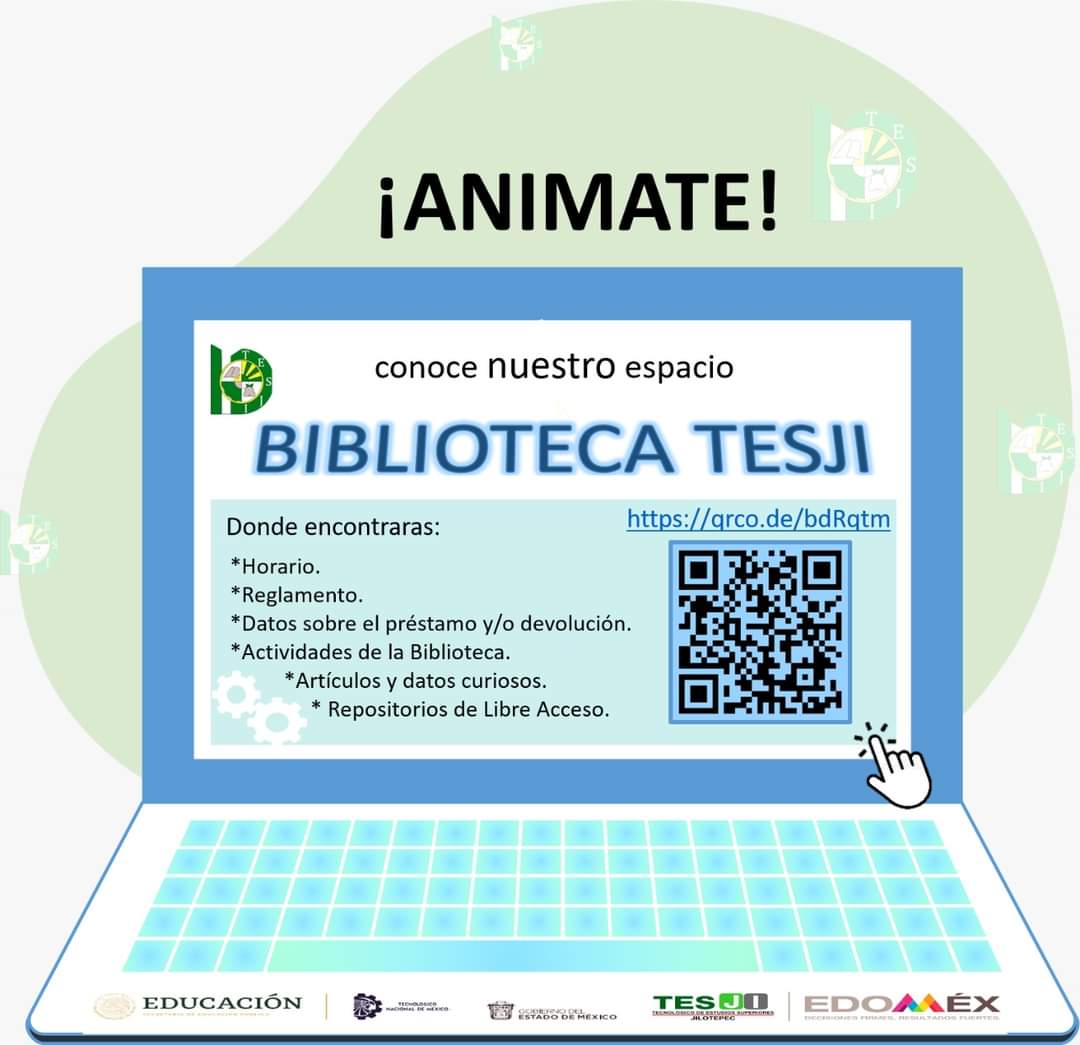 ¡ANIMATE!
conoce nuestro espacio
BIBLIOTECA TESJI
Donde encontraras:
https://qrco.de/bdRqtm
*Horario.
*Reglamento.
*Datos sobre el préstamo y/o devolución.
*Actividades de la Biblioteca.
*Artículos y datos curiosos.
* Repositorios de Libre Acceso.
EDUCACIÓN
SECRETARÍA DE EDUCACIÓN PÚBLICA
TECNOLÓGICO
NACIONAL DE MÉXICO
GOBIERNO DEL
ESTADO DE MÉXICO
TESJI
TECNOLÓGICO DE ESTUDIOS SUPERIORES
JILOTEPEC
EDOMÉX
DECISIONES FIRMES, RESULTADOS FUERTES.